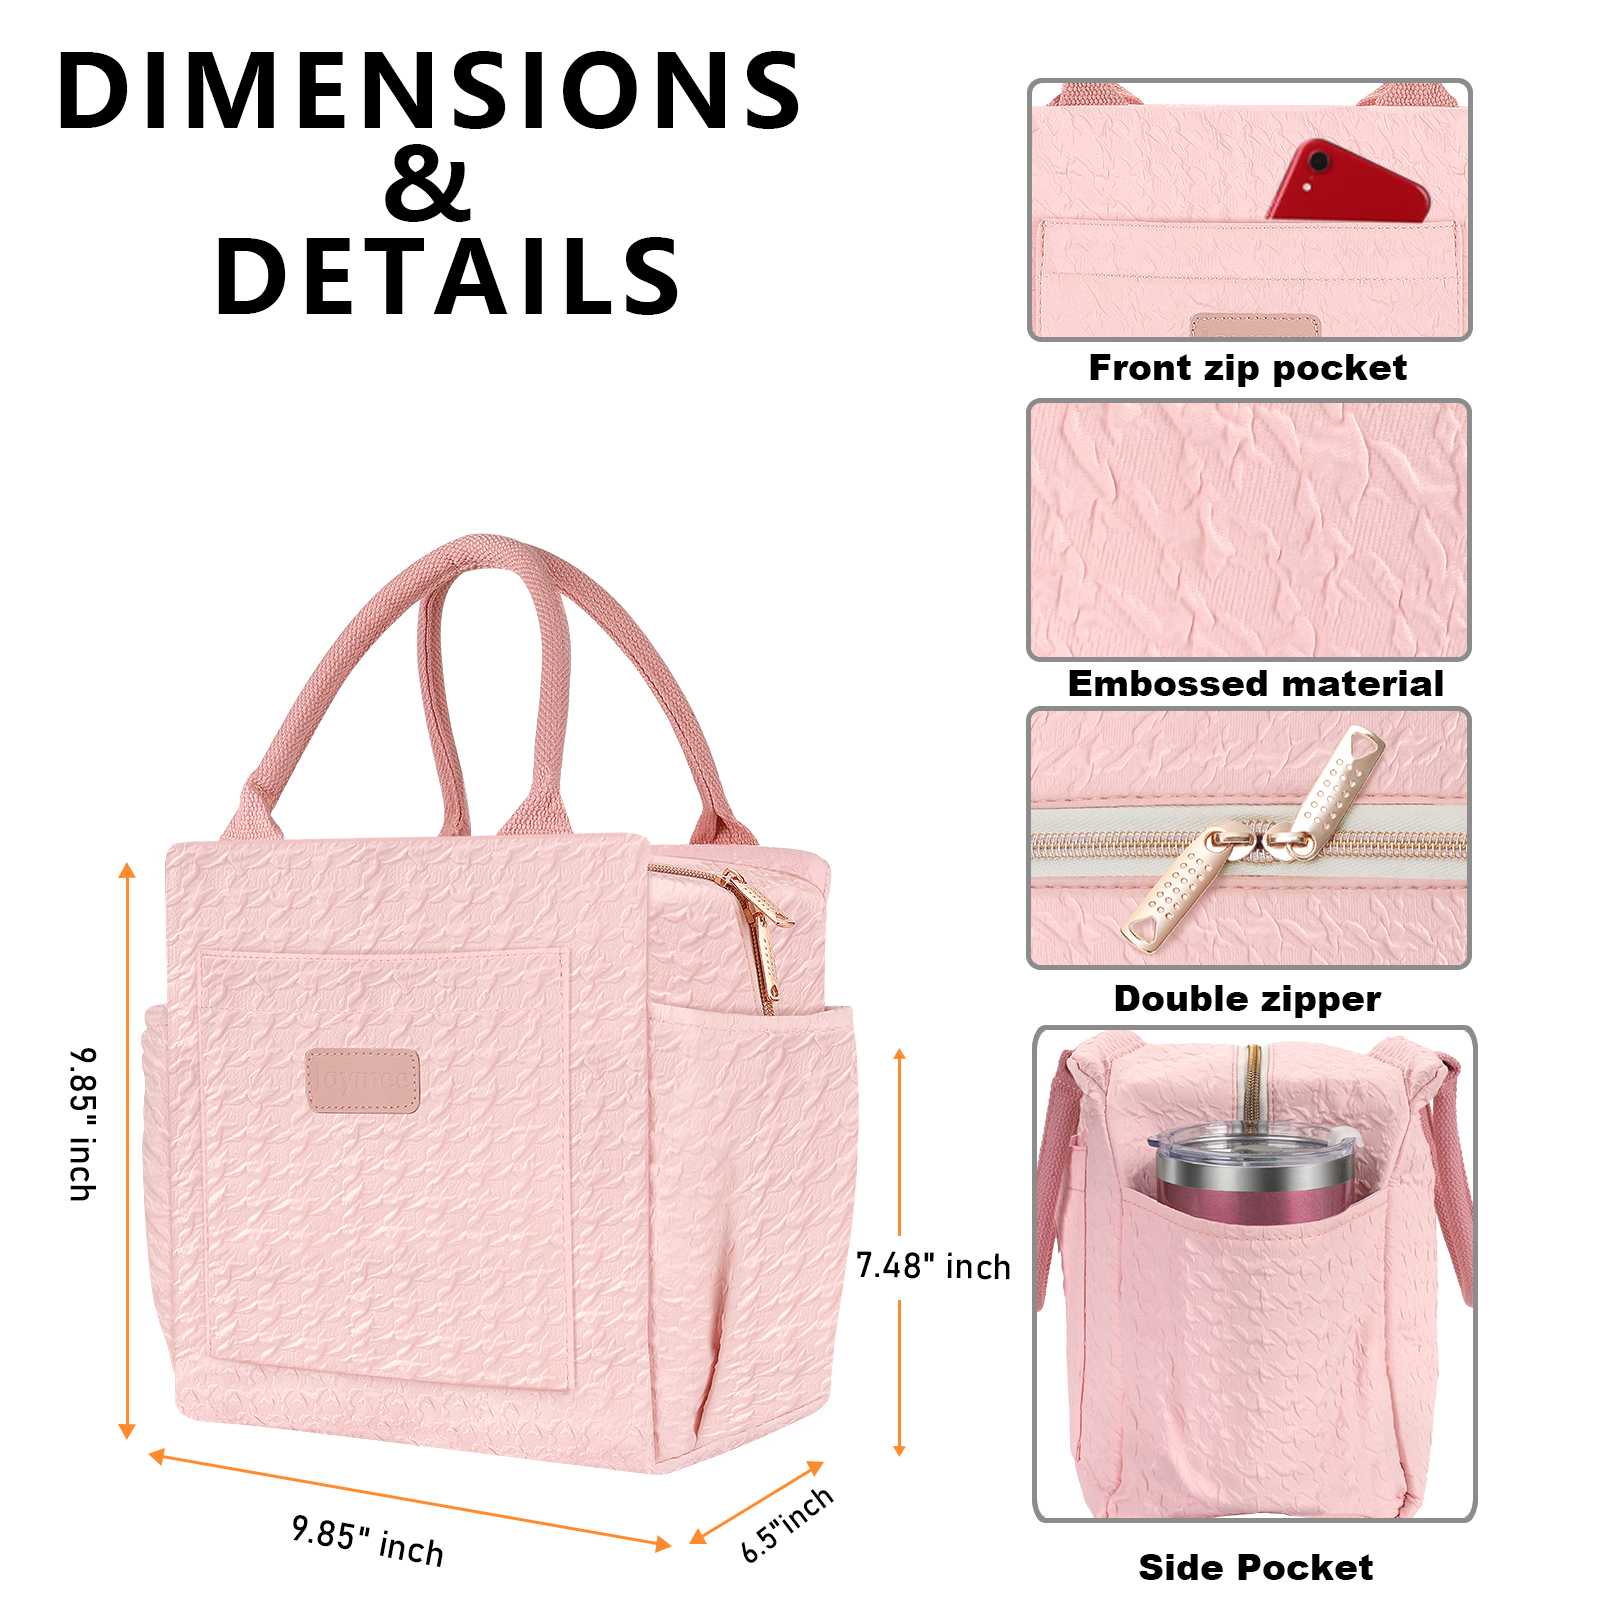 DIMENSIONS
&
DETAILS
Front zip pocket
Embossed material
Double zipper
Side Pocket
Joymee
9.85" inch
7.48" inch
9.85" inch
6.5"inch